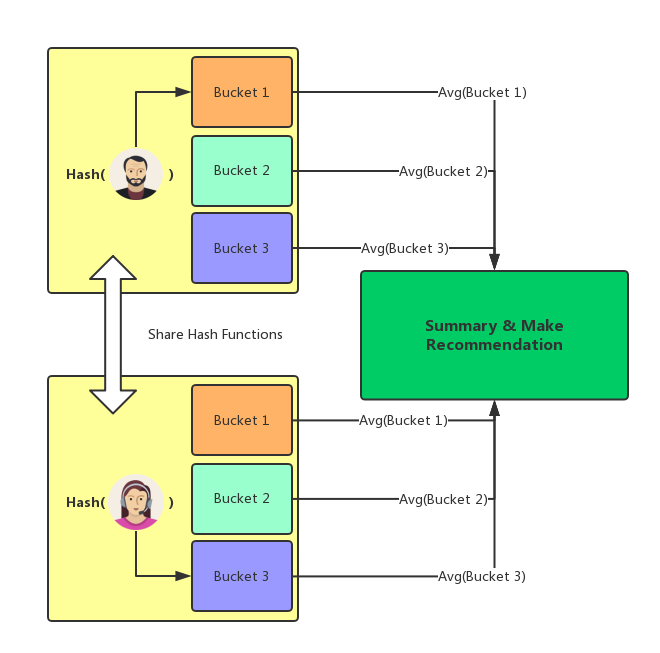 Bucket 1
Avg(Bucket 1)
Bucket 2
Avg(Bucket 2)
Hash( )
Bucket 3
Avg(Bucket 3)
Share Hash Functions
Summary & Make
Recommendation
Bucket 1
Avg(Bucket 1)
Bucket 2
Avg(Bucket 2)
Hash( )
Bucket 3
Avg(Bucket 3)